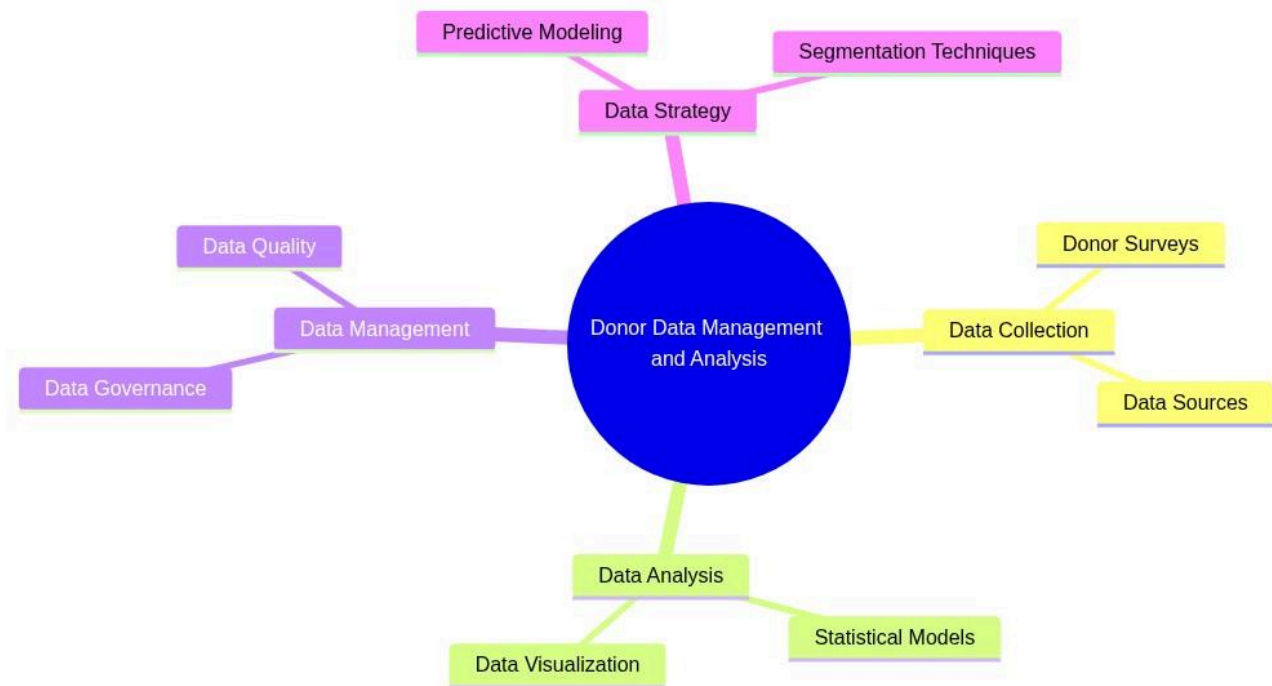 Predictive Modeling
Segmentation Techniques
Data Strategy
Data Quality
Donor Surveys
Donor Data Management
and Analysis
Data Management
Data Collection
Data Governance
Data Sources
Data Analysis
Statistical Models
Data Visualization